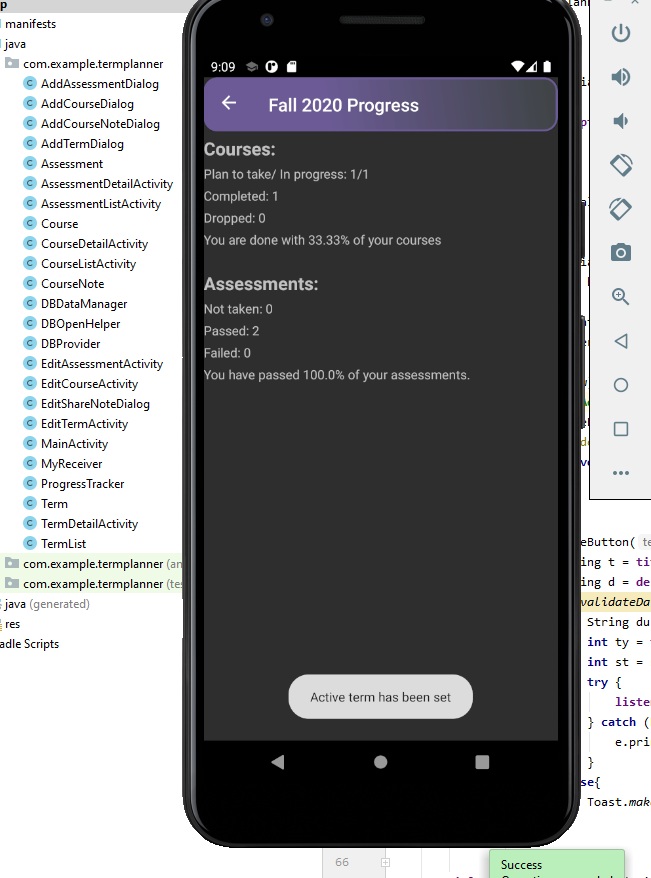 p
manifests
java
com.example.termplanner
AddAssessmentDialog
AddCourseDialog
AddCourseNoteDialog
AddTermDialog
Assessment
AssessmentDetailActivity
AssessmentListActivity
Course
CourseDetailActivity
CourseListActivity
CourseNote
DBDataManager
DBOpenHelper
DBProvider
EditAssessmentActivity
EditCourseActivity
EditShareNoteDialog
EditTermActivity
MainActivity
MyReceiver
ProgressTracker
Term
TermDetailActivity
TermList
com.example.termplanner (an
com.example.termplanner (tes
java (generated)
res
adle Scripts
9:09
Fall 2020 Progress
Courses:
Plan to take/ In progress: 1/1
Completed: 1
Dropped: 0
You are done with 33.33% of your courses
Assessments:
Not taken: 0
Passed: 2
Failed: 0
You have passed 100.0% of your assessments.
Active term has been set
eButton( te
ing t = tit
ing d = de
validateDa
String du
int ty =
int st =
try {
liste
} catch (
e.pri
}
se{
Toast.make
66
Success